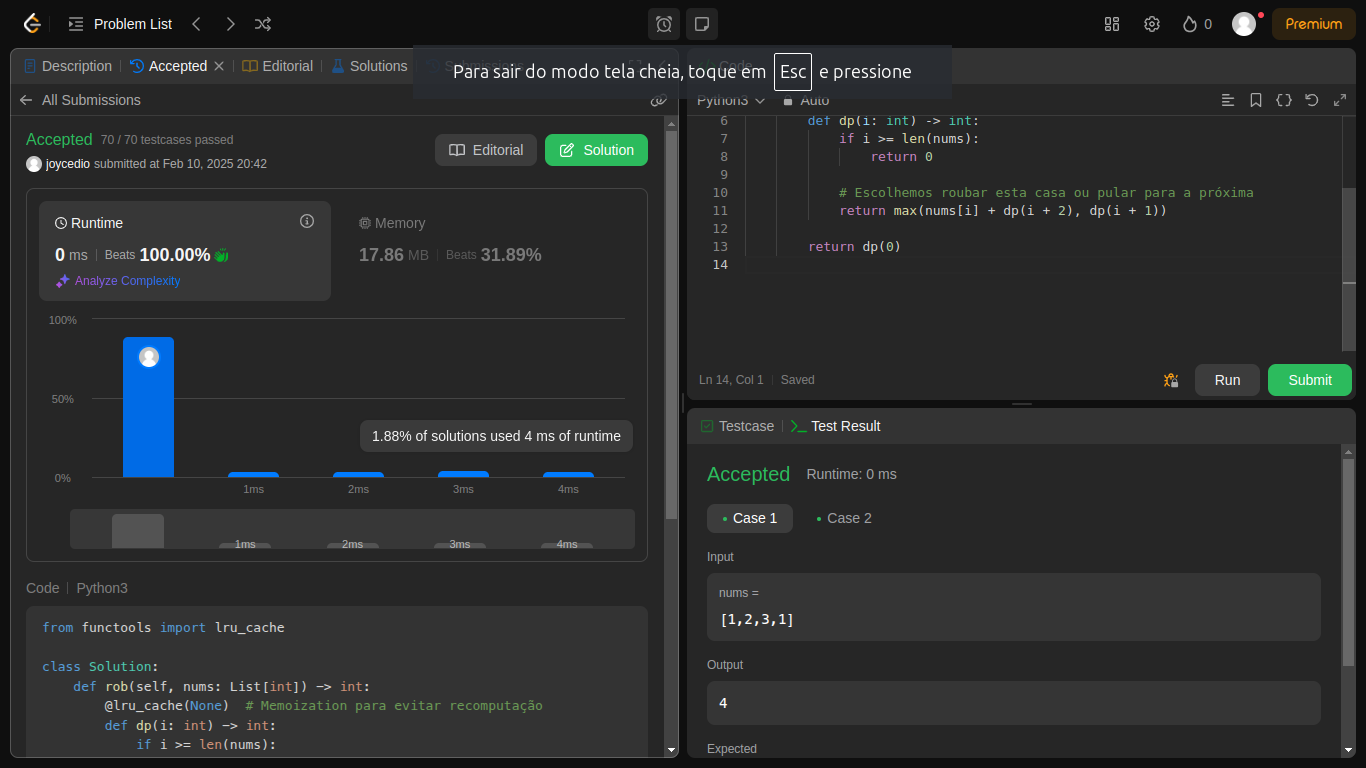 Problem List
0
Premium
Description
Accepted
Editorial
Solutions
Para sair do modo tela cheia, toque em Esc e pressione
All Submissions
Accepted 70 / 70 testcases passed
joycedio submitted at Feb 10, 2025 20:42
Editorial
Solution
Runtime
0 ms | Beats 100.00%
Analyze Complexity
Memory
17.86 MB | Beats 31.89%
100%
50%
0%
1.88% of solutions used 4 ms of runtime
1ms 2ms 3ms 4ms
1ms 2ms 3ms 4ms
Code | Python3
from functools import lru_cache
class Solution:
def rob(self, nums: List[int]) -> int:
@lru_cache(None) # Memoization para evitar recomputação
def dp(i: int) -> int:
if i >= len(nums):
Code
Python3
Auto
6 def dp(i: int) -> int:
7 if i >= len(nums):
8 return 0
9
10 # Escolhemos roubar esta casa ou pular para a próxima
11 return max(nums[i] + dp(i + 2), dp(i + 1))
12
13 return dp(0)
14
Ln 14, Col 1 | Saved
Run
Submit
Testcase
>_ Test Result
Accepted Runtime: 0 ms
Case 1
Case 2
Input
nums =
[1,2,3,1]
Output
4
Expected